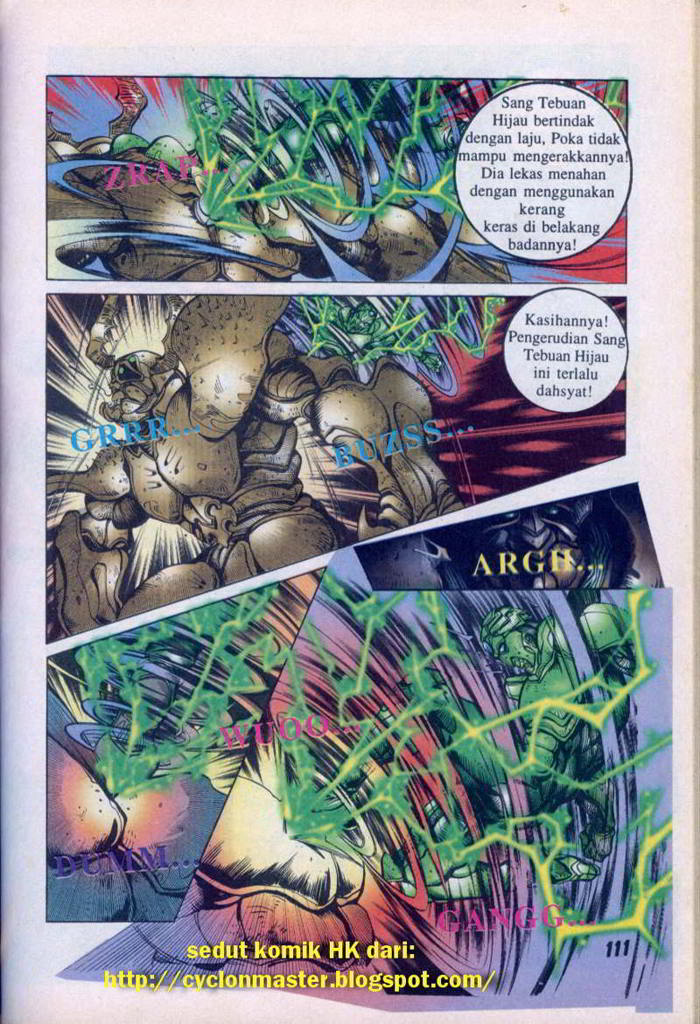 Sang Tebuan
Hijau bertindak
dengan laju, Poka tidak
mampu mengerakkannya!
Dia lekas menahan
dengan menggunakan
kerang
keras di belakang
badannya!
ZRAP...
Kasihannya!
Pengerudian Sang
Tebuan Hijau
ini terlalu
dahsyat!
GRRR...
BUZSS...
ARGH...
WUOO...
DUMM...
GANGG...
111
sedut komik HK dari:
http://cyclonmaster.blogspot.com/